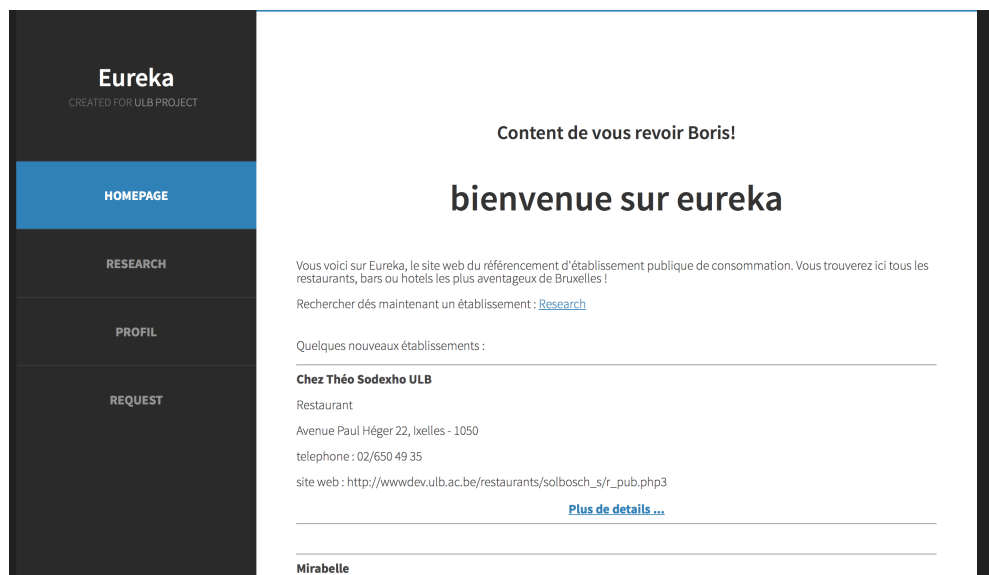 Eureka
CREATED FOR ULB PROJECT
HOMEPAGE
RESEARCH
PROFIL
REQUEST
Content de vous revoir Boris!
bienvenue sur eureka
Vous voici sur Eureka, le site web du référencement d'établissement publique de consommation. Vous trouverez ici tous les
restaurants, bars ou hotels les plus aventageux de Bruxelles !
Rechercher dés maintenant un établissement : Research
Quelques nouveaux établissements :
Chez Théo Sodexho ULB
Restaurant
Avenue Paul Héger 22, Ixelles - 1050
telephone : 02/650 49 35
site web : http://wwwdev.ulb.ac.be/restaurants/solbosch_s/r_pub.php3
Plus de details ...
Mirabelle